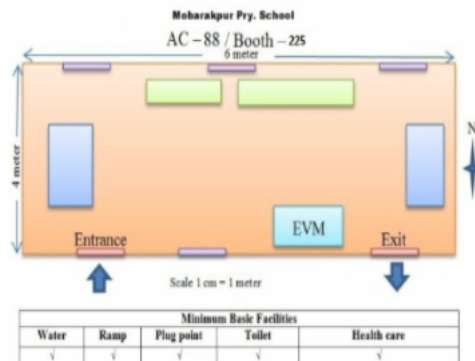 Mobarakpur Pry. School
AC – 88 / Booth – 225
6 meter
4 meter
N
EVM
Entrance
Exit
Scale 1 cm = 1 meter
Minimum Basic Facilities
Water Ramp Plug point Toilet Health care
√ √ √ √ √